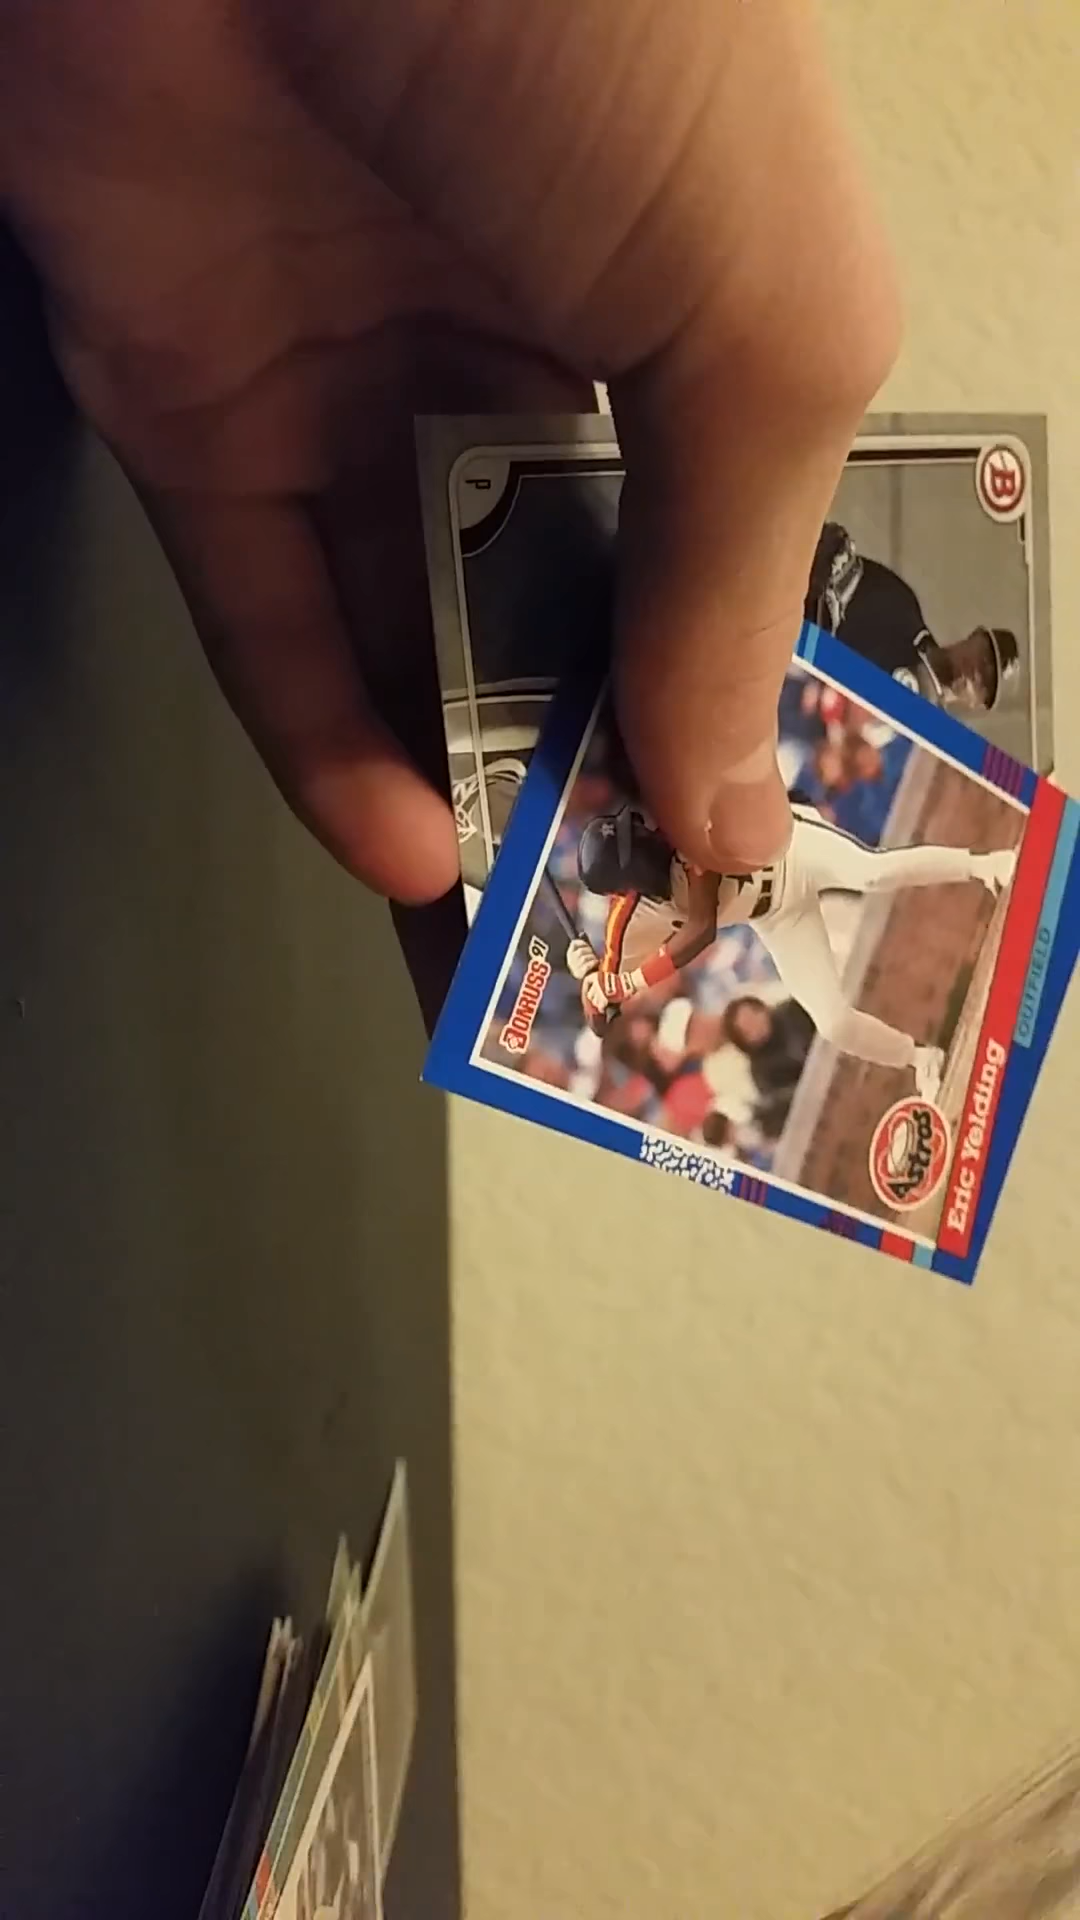 B
P
DONRUSS '91
OUTFIELD
Eric Yelding
Astros